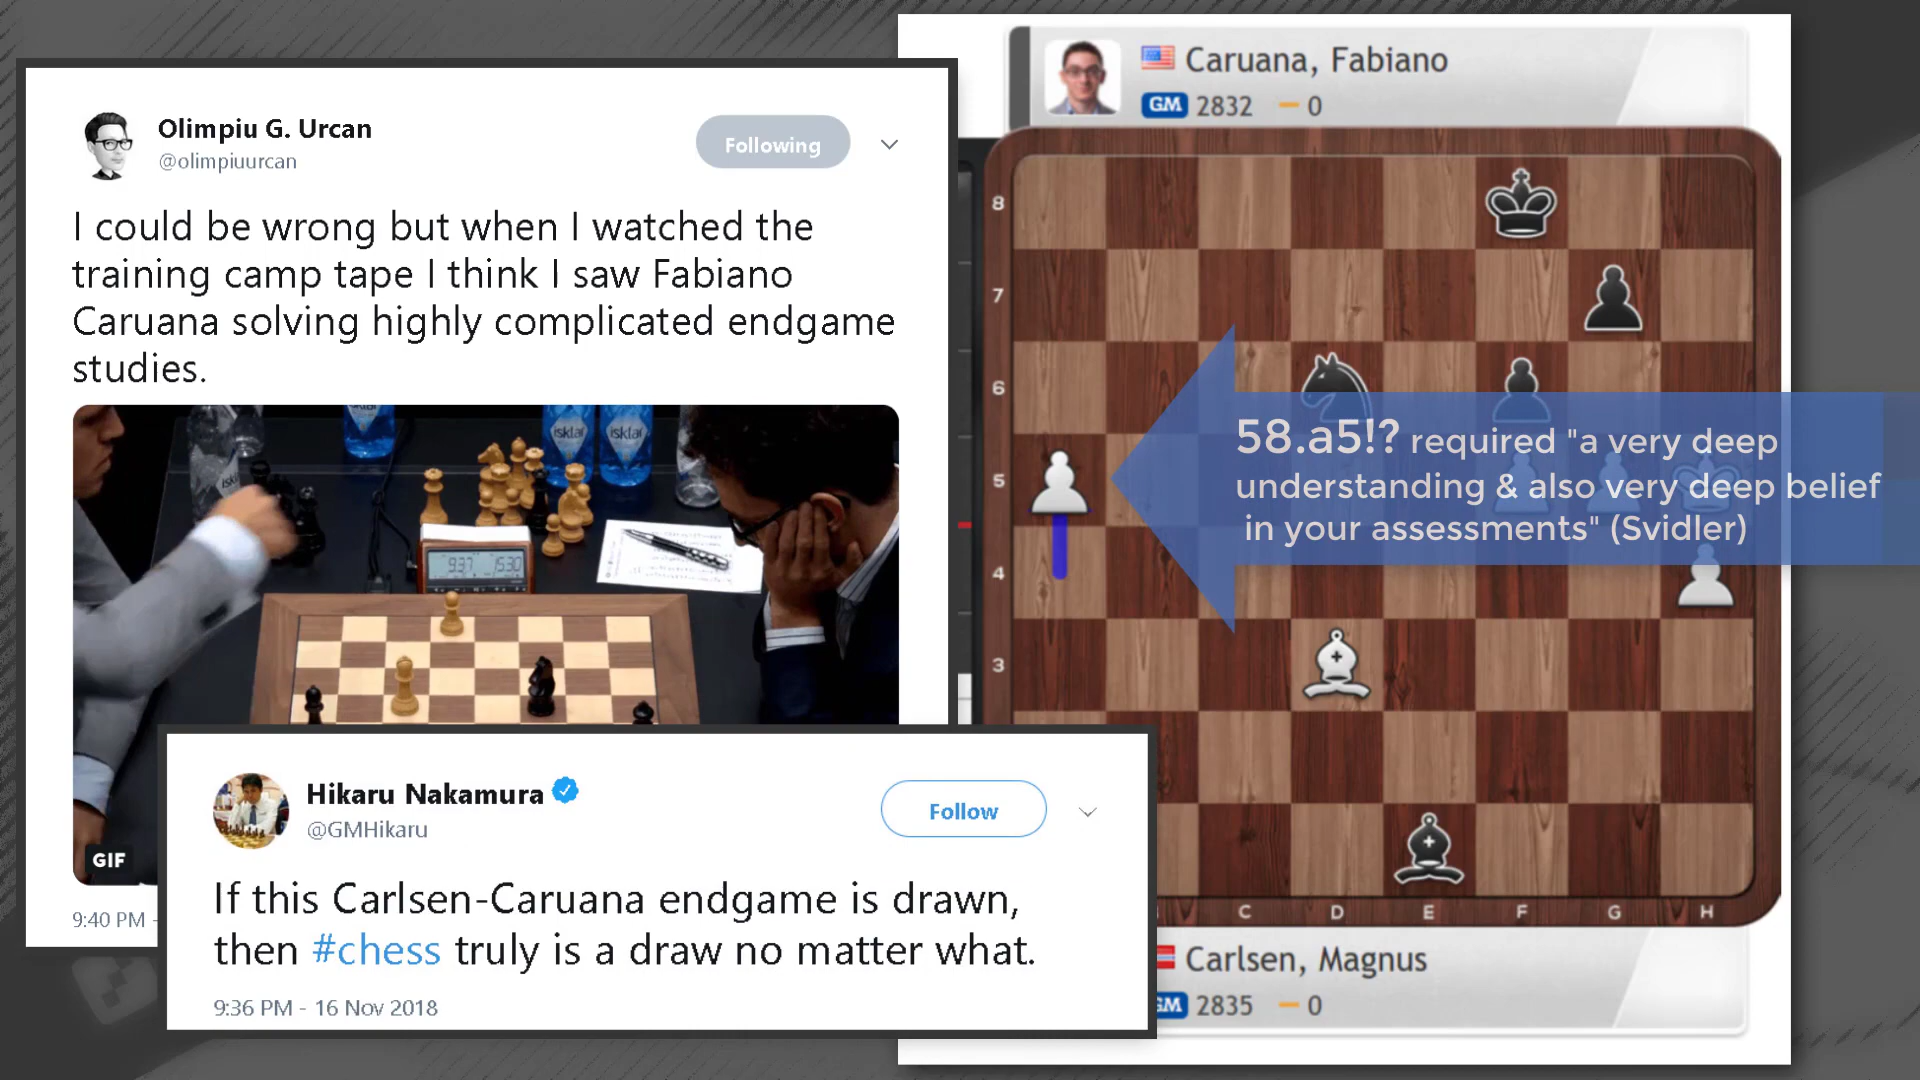 Olimpiu G. Urcan
@olimpiuurcan
Following
I could be wrong but when I watched the
training camp tape I think I saw Fabiano
Caruana solving highly complicated endgame
studies.
isklar
isklar
937 1530
GIF
9:40 PM -
Hikaru Nakamura
@GMHikaru
Follow
If this Carlsen-Caruana endgame is drawn,
then #chess truly is a draw no matter what.
9:36 PM - 16 Nov 2018
Caruana, Fabiano
GM 2832 0
8
7
6
5
4
3
58.a5!? required "a very deep
understanding & also very deep belief
in your assessments" (Svidler)
C D E F G H
Carlsen, Magnus
GM 2835 0